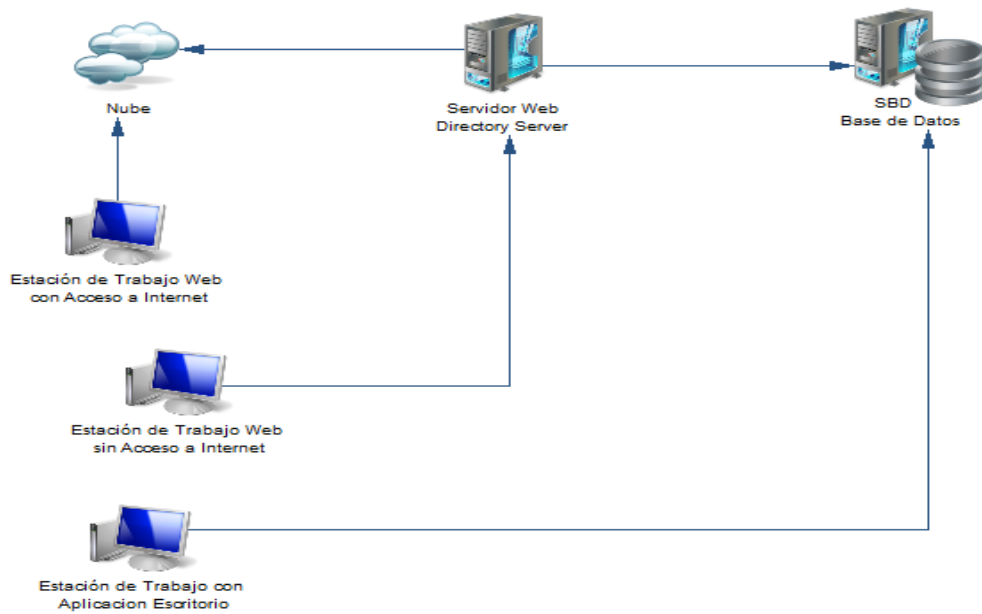 Nube
Servidor Web
Directory Server
SBD
Base de Datos
Estación de Trabajo Web
con Acceso a Internet
Estación de Trabajo Web
sin Acceso a Internet
Estación de Trabajo con
Aplicacion Escritorio